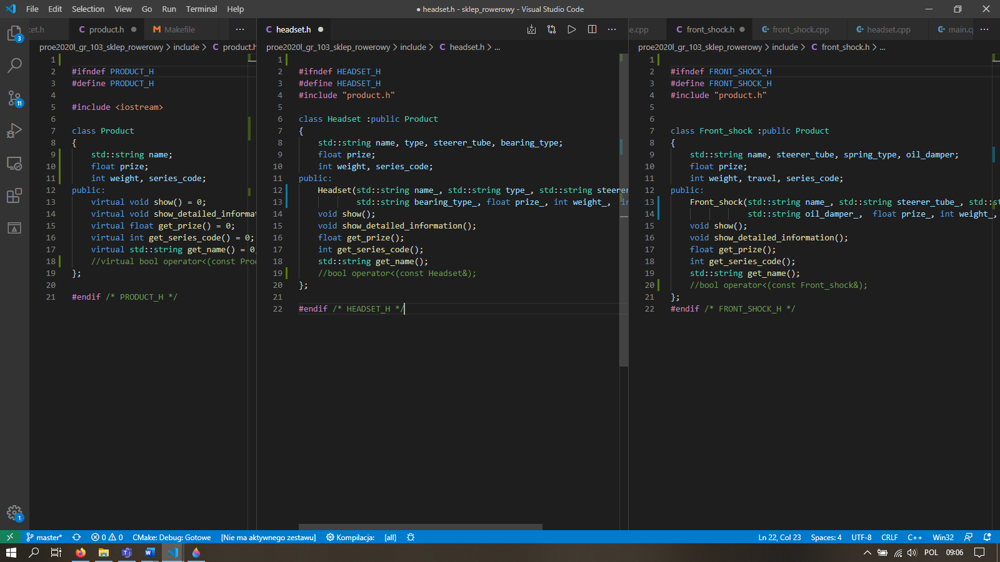 File Edit Selection View Go Run Terminal Help
● headset.h - sklep_rowerowy - Visual Studio Code
ket.h
product.h
Makefile
proe2020l_gr_103_sklep_rowerowy > include > C product.h
1
2 #ifndef PRODUCT_H
3 #define PRODUCT_H
4
5 #include <iostream>
6
7 class Product
8 {
9 std::string name;
10 float prize;
11 int weight, series_code;
12 public:
13 virtual void show() = 0;
14 virtual void show_detailed_informat
15 virtual float get_prize() = 0;
16 virtual int get_series_code() = 0;
17 virtual std::string get_name() = 0;
18 //virtual bool operator<(const Pro
19 };
20
21 #endif /* PRODUCT_H */
headset.h
proe2020l_gr_103_sklep_rowerowy > include > C headset.h > ...
1
2 #ifndef HEADSET_H
3 #define HEADSET_H
4 #include "product.h"
5
6 class Headset :public Product
7 {
8 std::string name, type, steerer_tube, bearing_type;
9 float prize;
10 int weight, series_code;
11 public:
12 Headset(std::string name_, std::string type_, std::string steerer
13 std::string bearing_type_, float prize_, int weight_, in
14 void show();
15 void show_detailed_information();
16 float get_prize();
17 int get_series_code();
18 std::string get_name();
19 //bool operator<(const Headset&);
20 };
21
22 #endif /* HEADSET_H */
e.cpp
front_shock.h
front_shock.cpp
headset.cpp
main.cp
proe2020l_gr_103_sklep_rowerowy > include > C front_shock.h > ...
1
2 #ifndef FRONT_SHOCK_H
3 #define FRONT_SHOCK_H
4 #include "product.h"
5
6
7 class Front_shock :public Product
8 {
9 std::string name, steerer_tube, spring_type, oil_damper;
10 float prize;
11 int weight, travel, series_code;
12 public:
13 Front_shock(std::string name_, std::string steerer_tube_, std::st
14 std::string oil_damper_, float prize_, int weight_,
15 void show();
16 void show_detailed_information();
17 float get_prize();
18 int get_series_code();
19 std::string get_name();
20 //bool operator<(const Front_shock&);
21 };
22 #endif /* FRONT_SHOCK_H */
3
11
1
master* 0 0 CMake: Debug: Gotowe [Nie ma aktywnego zestawu] Kompilacja: [all]
Ln 22, Col 23 Spaces: 4 UTF-8 CRLF C++ Win32
POL 09:06